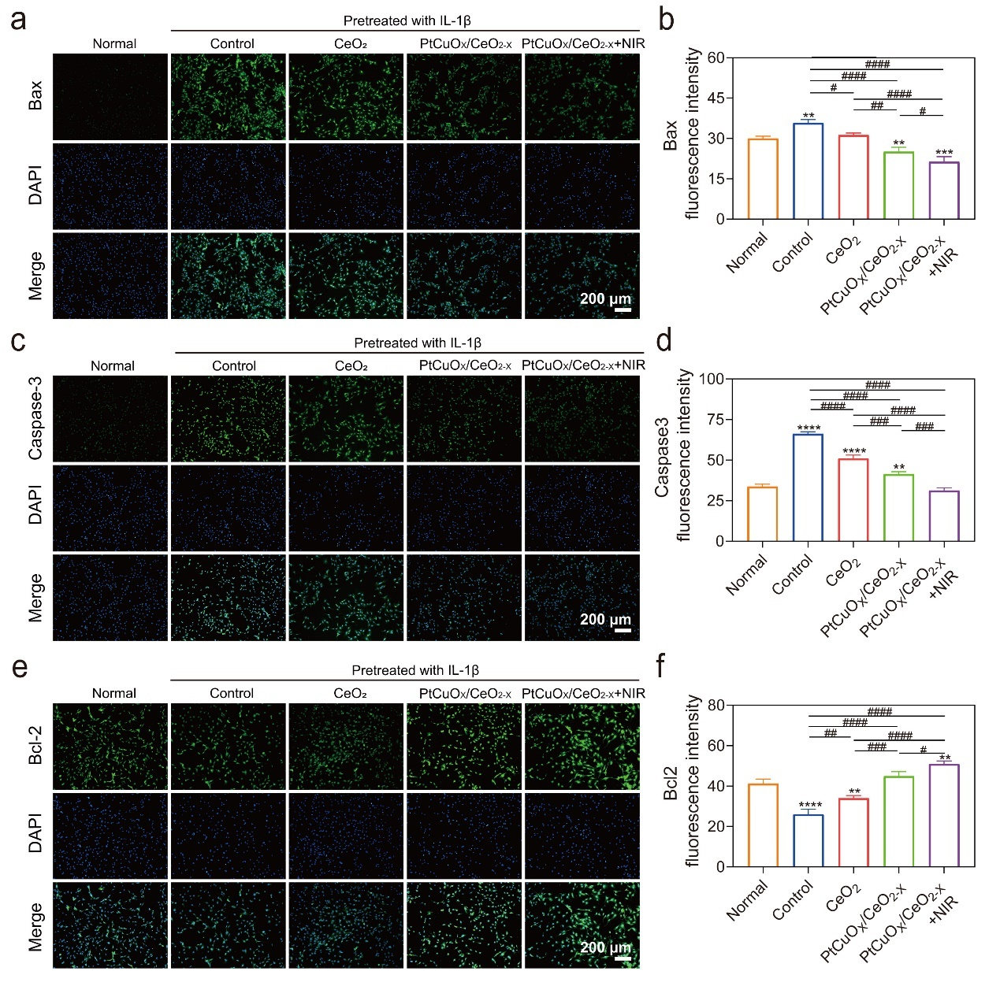 a
Pretreated with IL-1β
Normal Control CeO₂ PtCuOX/CeO2-X PtCuOX/CeO2-X+NIR
Bax
DAPI
Merge
200 μm
b
Bax
fluorescence intensity
60
45
30
15
0
####
####
#
####
##
#
**
**
***
Normal
Control
CeO2
PtCuOX/CeO2-X
PtCuOX/CeO2-X
+NIR
c
Pretreated with IL-1β
Normal Control CeO₂ PtCuOX/CeO2-X PtCuOX/CeO2-X+NIR
Caspase-3
DAPI
Merge
200 μm
d
Caspase3
fluorescence intensity
100
75
50
25
0
####
####
####
####
###
###
****
****
**
Normal
Control
CeO2
PtCuOX/CeO2-X
PtCuOX/CeO2-X
+NIR
e
Pretreated with IL-1β
Normal Control CeO₂ PtCuOX/CeO2-X PtCuOX/CeO2-X+NIR
Bcl-2
DAPI
Merge
200 μm
f
Bcl2
fluorescence intensity
80
60
40
20
0
####
####
##
####
###
#
****
**
**
Normal
Control
CeO2
PtCuOX/CeO2-X
PtCuOX/CeO2-X
+NIR